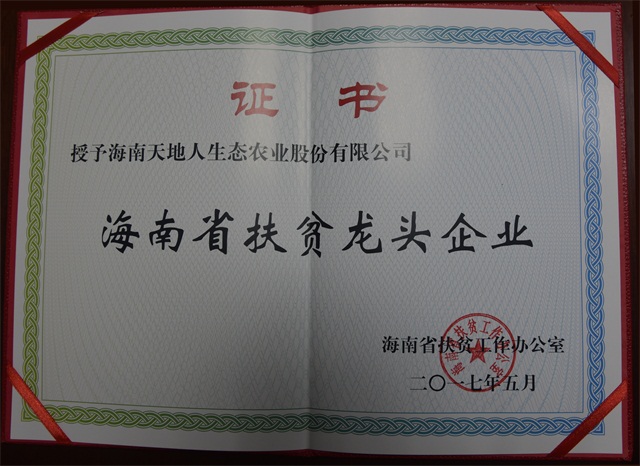 证书
授予海南天地人生态农业股份有限公司
海南省扶贫龙头企业
海南省扶贫工作办公室
二〇一七年五月